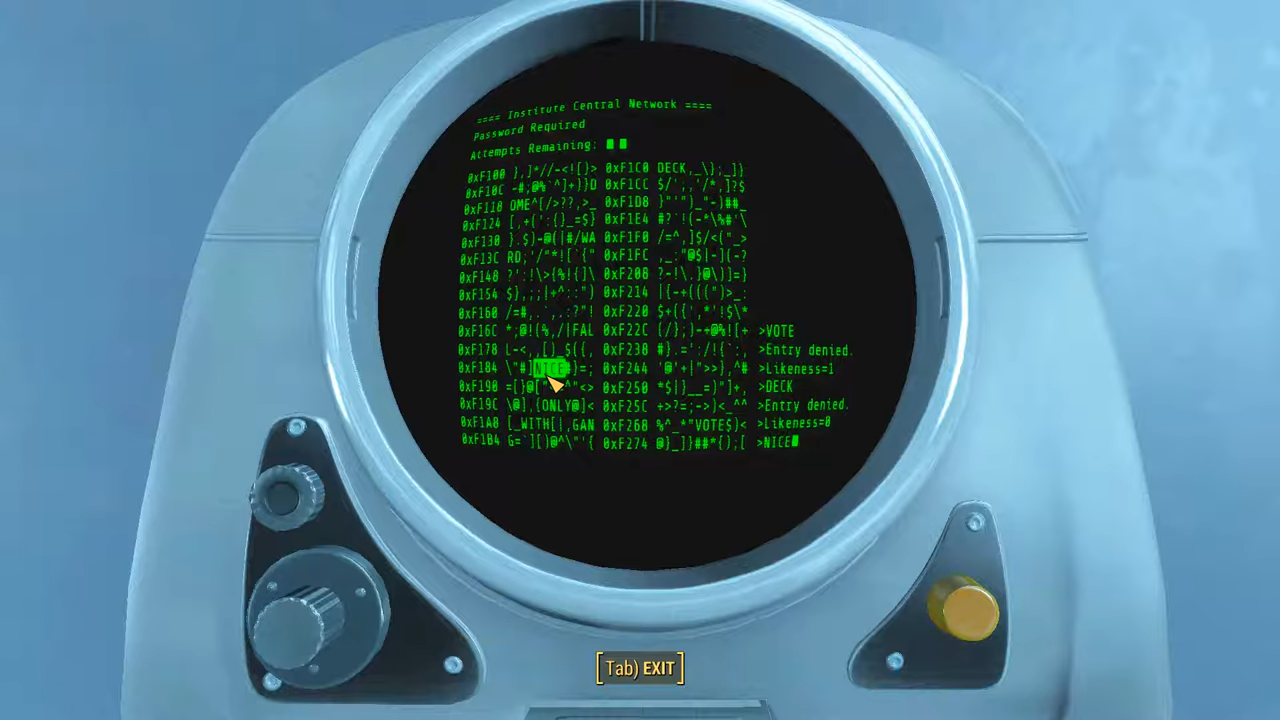 ==== Institute Central Network ====
Password Required
Attempts Remaining: ■ ■
0xF100 },]*//-<![}> 0xF1C0 DECK,_\);_]}
0xF10C -#;@%`^]+)}D 0xF1CC $/';;'/*,]?$
0xF118 OME^[/>??,>_ 0xF1D8 }"'")_"-)##_
0xF124 [,+(':{}_=$} 0xF1E4 #?`!(-*\%#'\
0xF130 }.$)-@(|#/WA 0xF1F0 /=^,]$/<("_>
0xF13C RD;'/"*![`{" 0xF1FC ,_:"@$|-](-?
0xF148 ?':!\>{%!{]\ 0xF208 ?-!\.}@\)]=}
0xF154 $),;;|+^::") 0xF214 |{-+(((")>_:
0xF160 /=#,.`,.:?"! 0xF220 $+({',*'!$\*
0xF16C *;@!(%,/|FAL 0xF22C {/};)-+@%![+ >VOTE
0xF178 L-<,,[)_$((, 0xF238 #}.=':/!{`:, >Entry denied.
0xF184 \"#]NICE#}=; 0xF244 '@'+|">>},^# >Likeness=1
0xF190 =[}@[" ^"<> 0xF250 *$|}__=)"]+, >DECK
0xF19C \@],{ONLY@]< 0xF25C +>?=;->)<_^^ >Entry denied.
0xF1A8 [_WITH[|,GAN 0xF268 %^_*"VOTE$)< >Likeness=0
0xF1B4 G=`][)@^\"'{ 0xF274 @}_]}##*{);[ >NICE■
[Tab) EXIT]